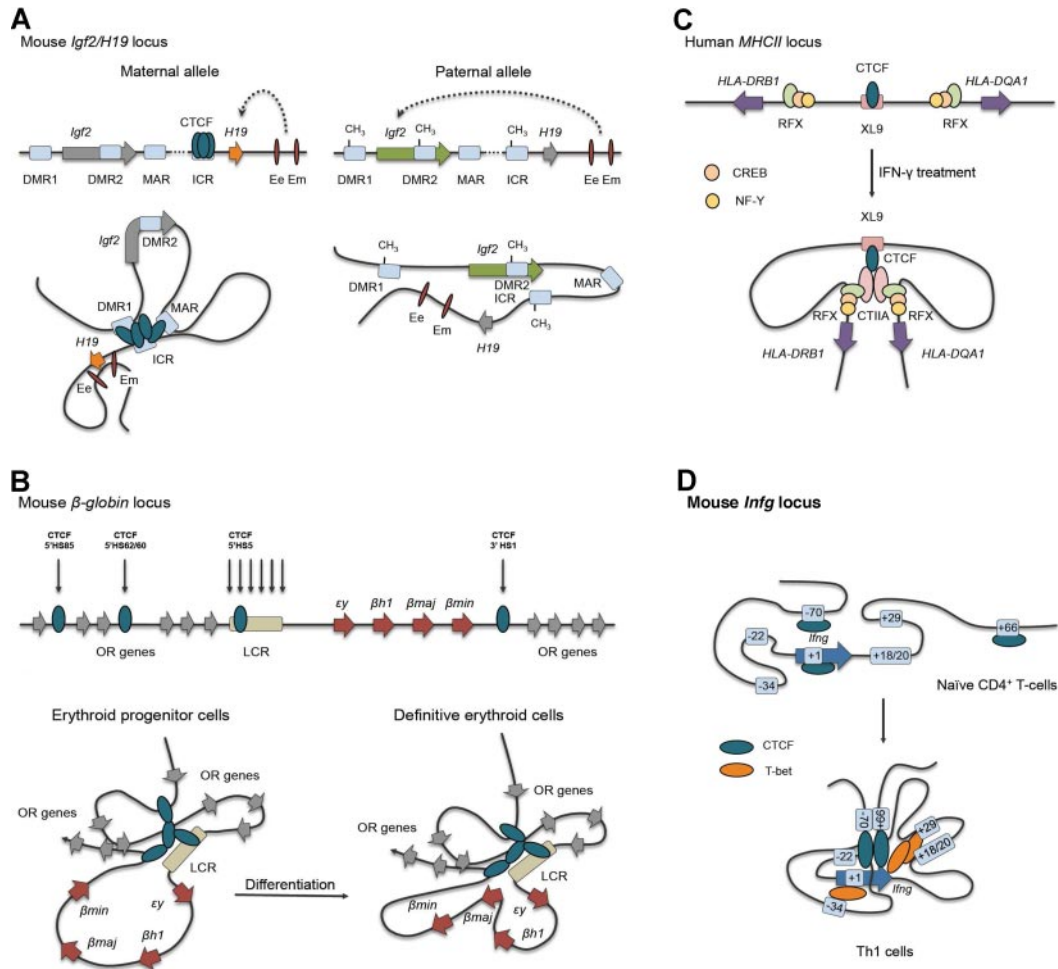 A
Mouse Igf2/H19 locus
Maternal allele
CTCF
H19
Igf2
DMR1 DMR2 MAR ICR Ee Em
Igf2
DMR2
DMR1
MAR
H19
ICR
Ee
Em
Paternal allele
CH3 Igf2 CH3 CH3 H19
DMR1 DMR2 MAR ICR Ee Em
CH3
Igf2 CH3
DMR1
DMR2
ICR
MAR
Ee
Em
CH3
H19
B
Mouse β-globin locus
CTCF
5'HS85
CTCF
5'HS62/60
CTCF
5'HS5
CTCF
3' HS1
εy βh1 βmaj βmin
OR genes LCR OR genes
Erythroid progenitor cells
OR genes
OR genes
LCR
βmin
εy
βmaj
βh1
Differentiation
Definitive erythroid cells
OR genes
OR genes
LCR
βmin
βmaj
εy
βh1
C
Human MHCII locus
HLA-DRB1
CTCF
HLA-DQA1
RFX XL9 RFX
CREB
NF-Y
IFN-γ treatment
XL9
CTCF
RFX CTIIA RFX
HLA-DRB1 HLA-DQA1
D
Mouse Infg locus
-70
Ifng
+29
+66
-22
+1
+18/20
-34
Naïve CD4+ T-cells
CTCF
T-bet
-70
+66
+29
+18/20
-22
+1
Ifng
-34
Th1 cells